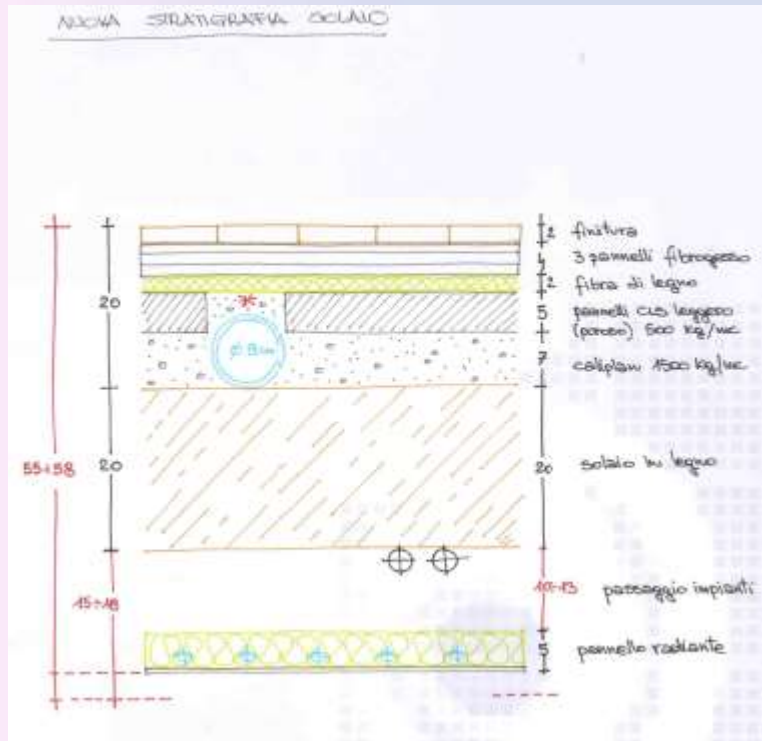 NUOVA STRATIGRAFIA SOLAIO
2 finitura
4 3 pannelli fibrogesso
2 fibra di legno
5 pannelli CLS leggero
(poroso) 500 kg/mc
7 caliplan 1500 kg/mc
20
ø 9 cm
55÷58
20
20 solaio in legno
15÷18
10÷13 passaggio impianti
5 pannello radiante